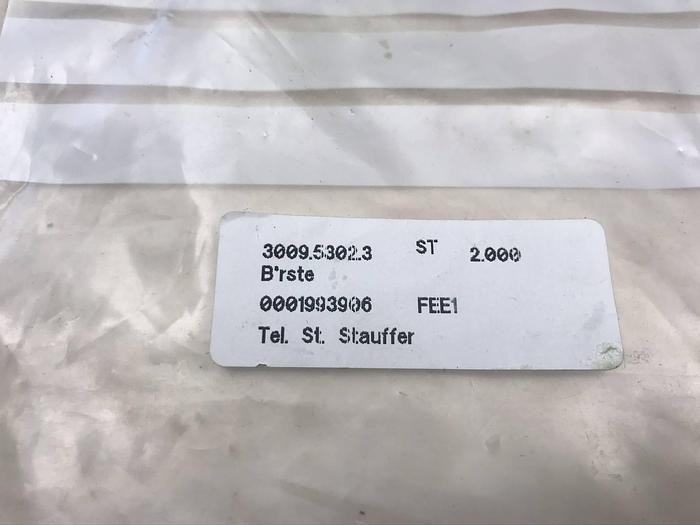 3009.5302.3 ST 2.000
B'rste
0001993906 FEE1
Tel. St. Stauffer